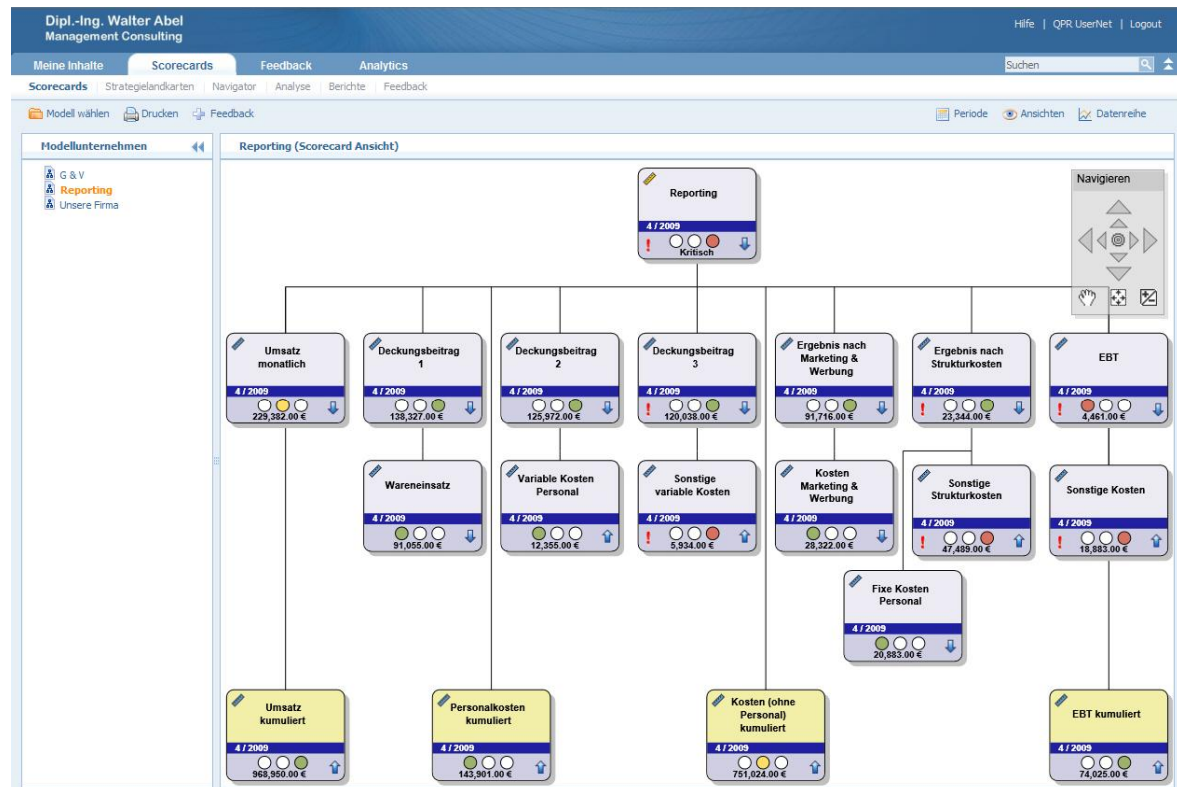 Dipl.-Ing. Walter Abel
Management Consulting
Hilfe | QPR UserNet | Logout
Meine Inhalte Scorecards Feedback Analytics
Suchen
Scorecards Strategielandkarten Navigator Analyse Berichte Feedback
Modell wählen Drucken Feedback
Periode Ansichten Datenreihe
Modellunternehmen
Reporting (Scorecard Ansicht)
G & V
Reporting
Unsere Firma
Navigieren
Reporting
4 / 2009
!
Kritisch
Umsatz
monatlich
4 / 2009
229,382.00 €
Deckungsbeitrag
1
4 / 2009
138,327.00 €
Deckungsbeitrag
2
4 / 2009
125,972.00 €
Deckungsbeitrag
3
4 / 2009
!
120,038.00 €
Ergebnis nach
Marketing &
Werbung
4 / 2009
91,716.00 €
Ergebnis nach
Strukturkosten
4 / 2009
!
23,344.00 €
EBT
4 / 2009
!
4,461.00 €
Wareneinsatz
4 / 2009
91,055.00 €
Variable Kosten
Personal
4 / 2009
12,355.00 €
Sonstige
variable Kosten
4 / 2009
!
5,934.00 €
Kosten
Marketing &
Werbung
4 / 2009
28,322.00 €
Sonstige
Strukturkosten
4 / 2009
!
47,489.00 €
Sonstige Kosten
4 / 2009
!
18,883.00 €
Fixe Kosten
Personal
4 / 2009
20,883.00 €
Umsatz
kumuliert
4 / 2009
968,950.00 €
Personalkosten
kumuliert
4 / 2009
143,901.00 €
Kosten (ohne
Personal)
kumuliert
4 / 2009
751,024.00 €
EBT kumuliert
4 / 2009
74,025.00 €